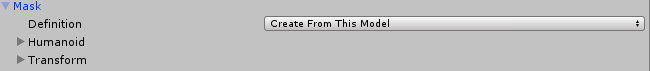 Mask
Definition Create From This Model
Humanoid
Transform